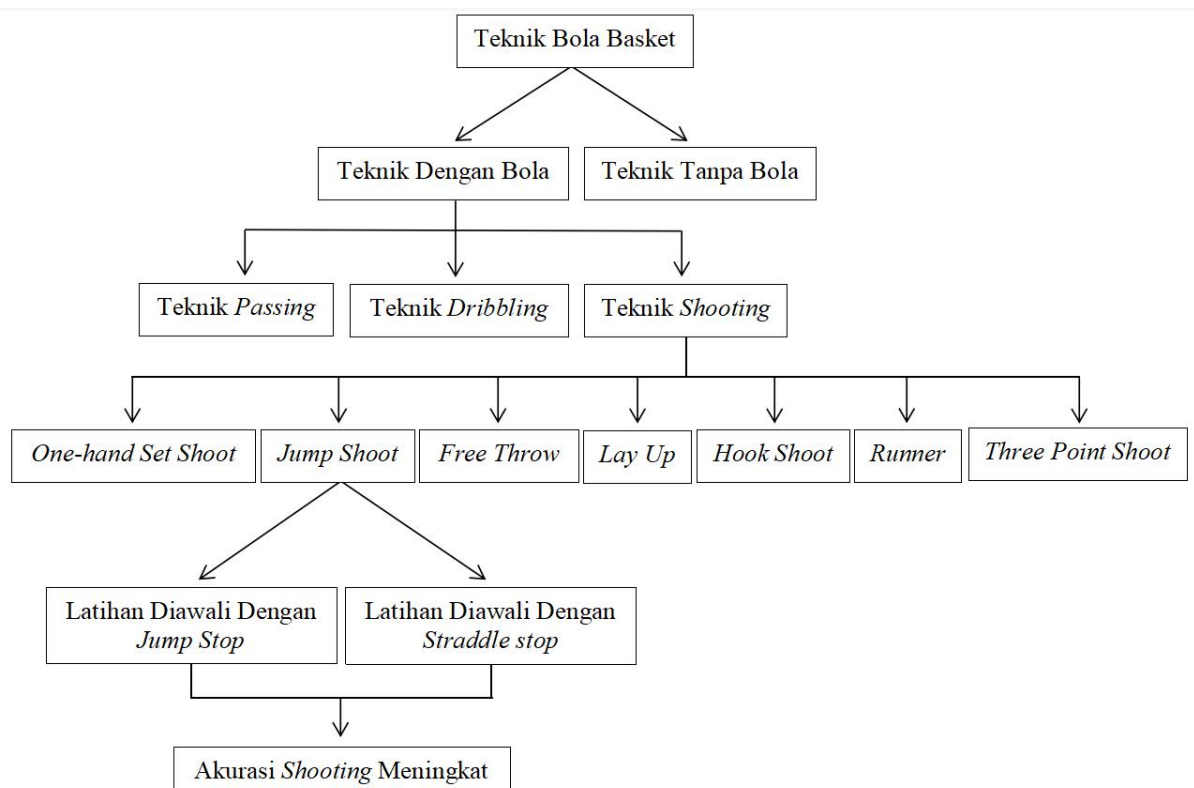 Teknik Bola Basket
Teknik Dengan Bola
Teknik Tanpa Bola
Teknik Passing
Teknik Dribbling
Teknik Shooting
One-hand Set Shoot
Jump Shoot
Free Throw
Lay Up
Hook Shoot
Runner
Three Point Shoot
Latihan Diawali Dengan
Jump Stop
Latihan Diawali Dengan
Straddle stop
Akurasi Shooting Meningkat